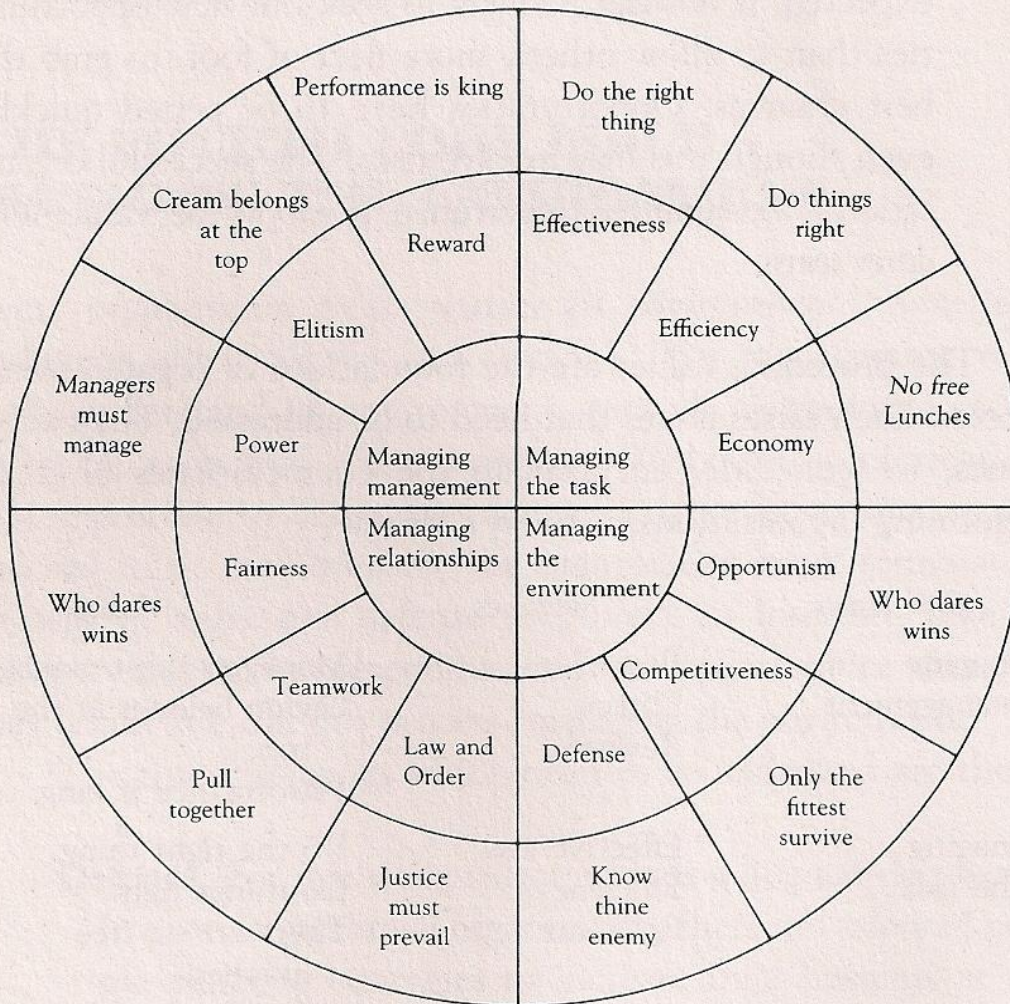 Performance is king
Do the right
thing
Cream belongs
at the
top
Do things
right
Reward
Effectiveness
Elitism
Efficiency
Managers
must
manage
No free
Lunches
Power
Economy
Managing
management
Managing
the task
Managing
relationships
Managing
the
environment
Fairness
Opportunism
Who dares
wins
Who dares
wins
Teamwork
Competitiveness
Law and
Order
Defense
Pull
together
Only the
fittest
survive
Justice
must
prevail
Know
thine
enemy